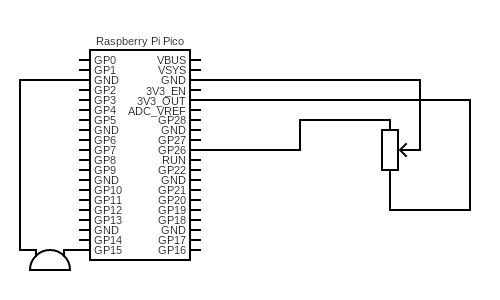 Raspberry Pi Pico
GP0 VBUS
GP1 VSYS
GND GND
GP2 3V3_EN
GP3 3V3_OUT
GP4 ADC_VREF
GP5 GP28
GND GND
GP6 GP27
GP7 GP26
GP8 RUN
GP9 GP22
GND GND
GP10 GP21
GP11 GP20
GP12 GP19
GP13 GP18
GND GND
GP14 GP17
GP15 GP16